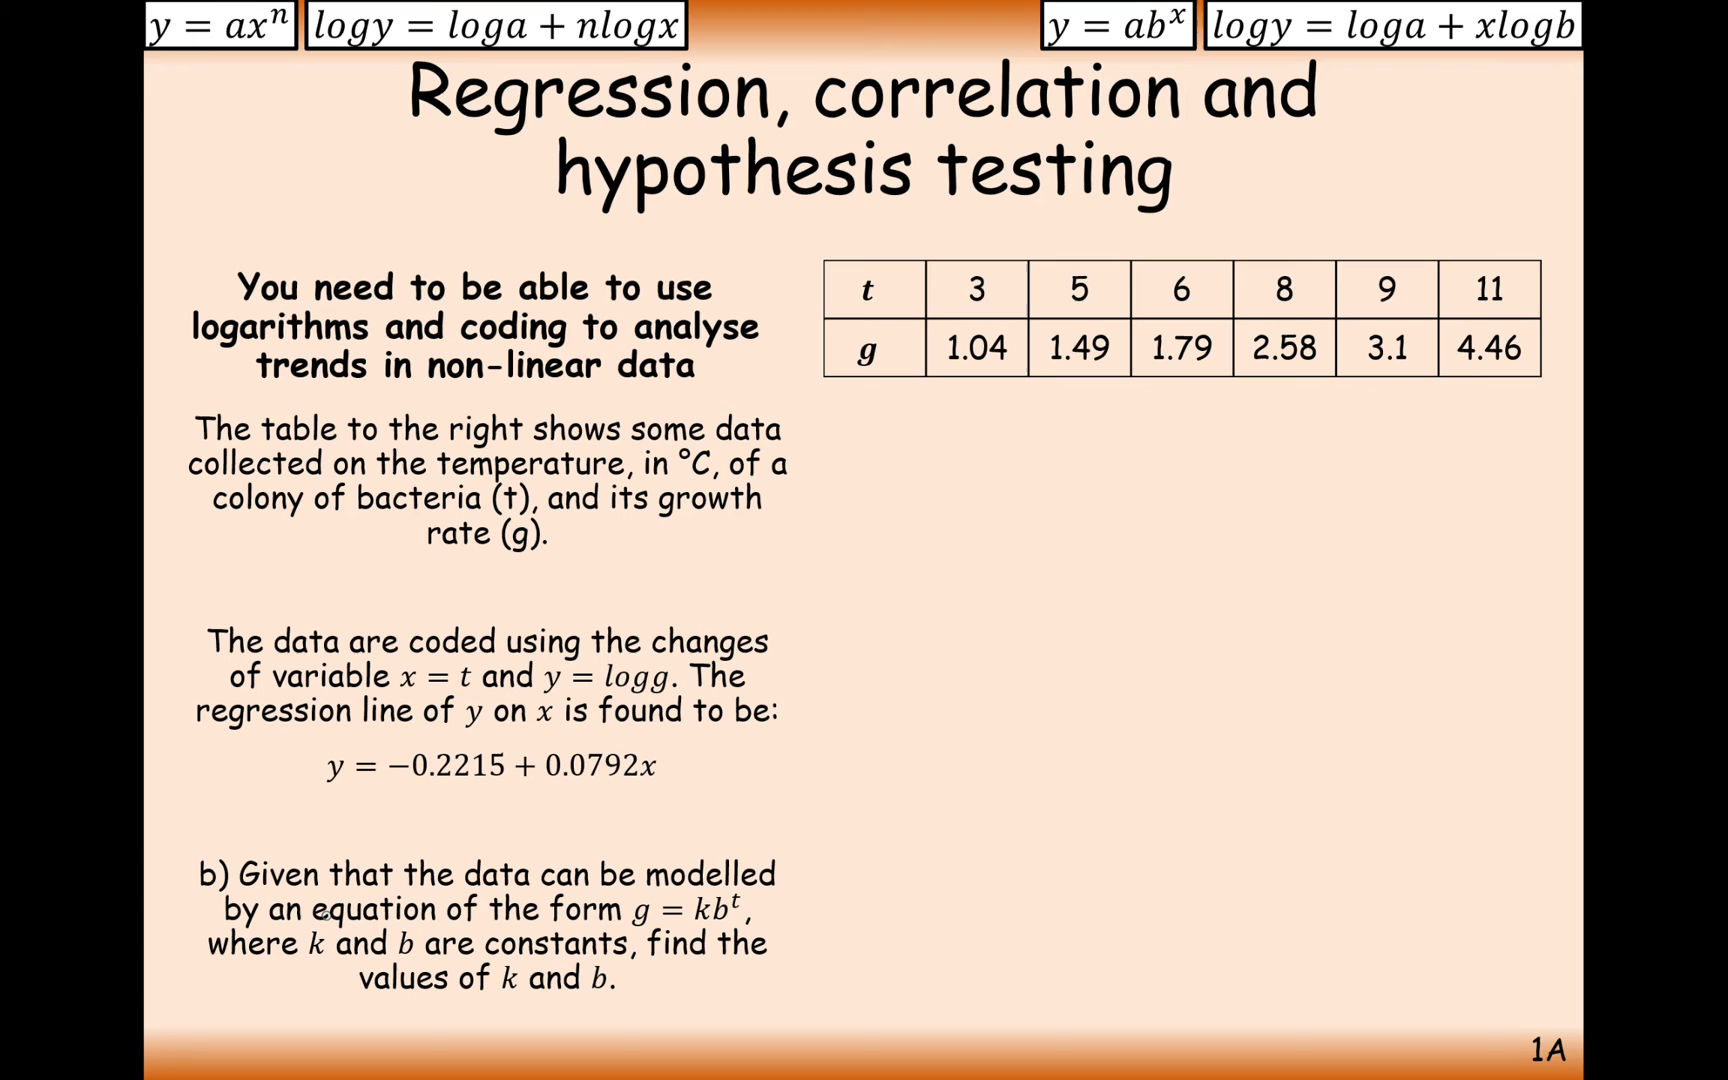 y = axⁿ logy = loga + nlogx y = abˣ logy = loga + xlogb
Regression, correlation and
hypothesis testing
You need to be able to use
logarithms and coding to analyse
trends in non-linear data
t 3 5 6 8 9 11
g 1.04 1.49 1.79 2.58 3.1 4.46
The table to the right shows some data
collected on the temperature, in °C, of a
colony of bacteria (t), and its growth
rate (g).
The data are coded using the changes
of variable x = t and y = logg. The
regression line of y on x is found to be:
y = −0.2215 + 0.0792x
b) Given that the data can be modelled
by an equation of the form g = kbᵗ,
where k and b are constants, find the
values of k and b.
1A